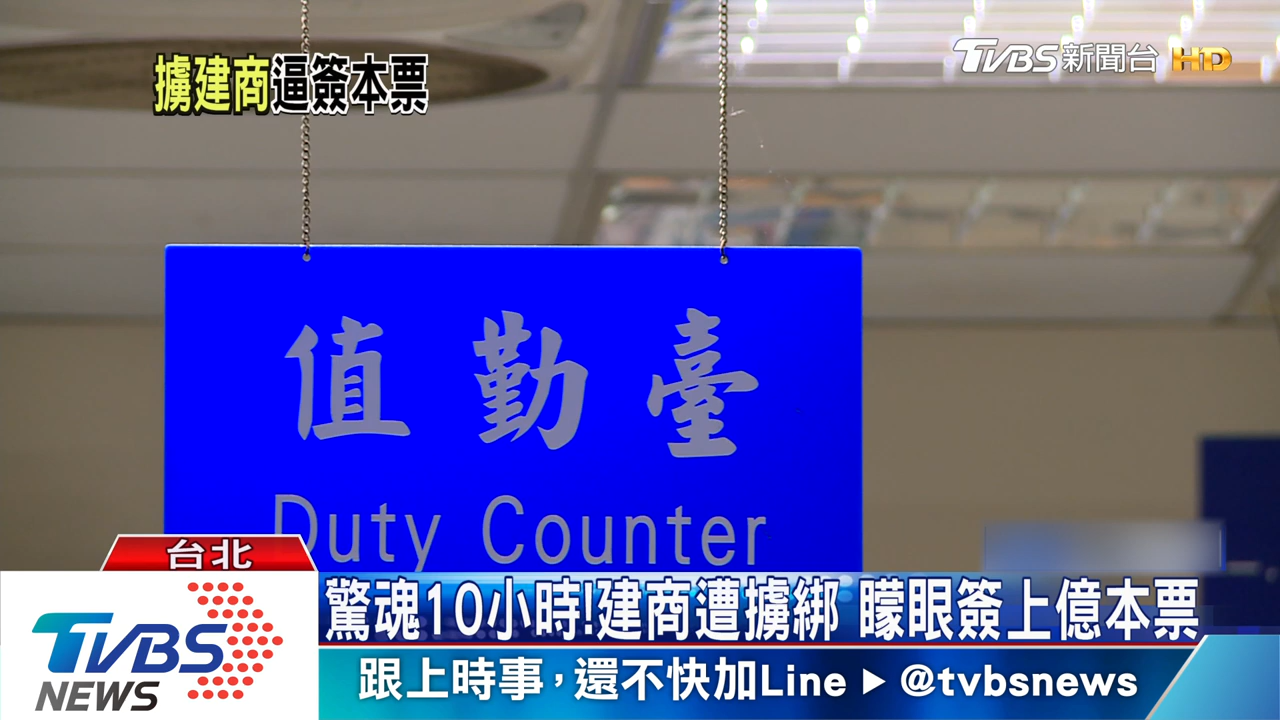 擄建商逼簽本票
TVBS新聞台 HD
值勤臺
Duty Counter
台北
驚魂10小時!建商遭擄綁 矇眼簽上億本票
TVBS NEWS
跟上時事,還不快加Line ▶ @tvbsnews